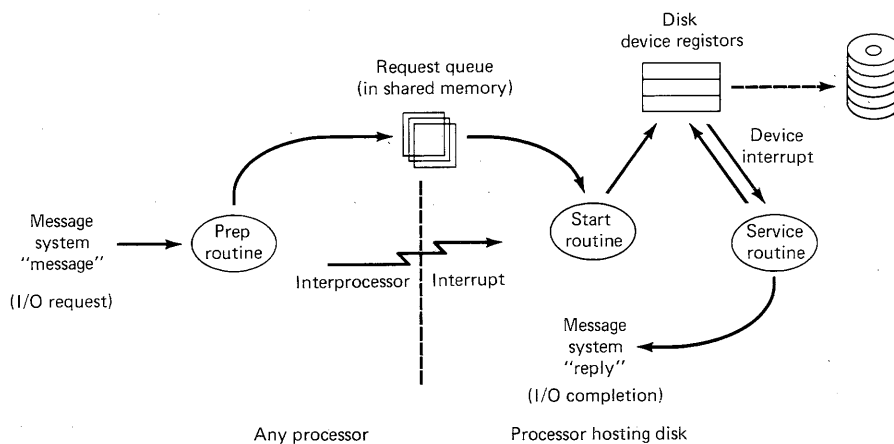 Disk
device registors
Request queue
(in shared memory)
Device
interrupt
Message
system
"message"
(I/O request)
Prep
routine
Start
routine
Service
routine
Interprocessor
Interrupt
Message
system
"reply"
(I/O completion)
Any processor
Processor hosting disk